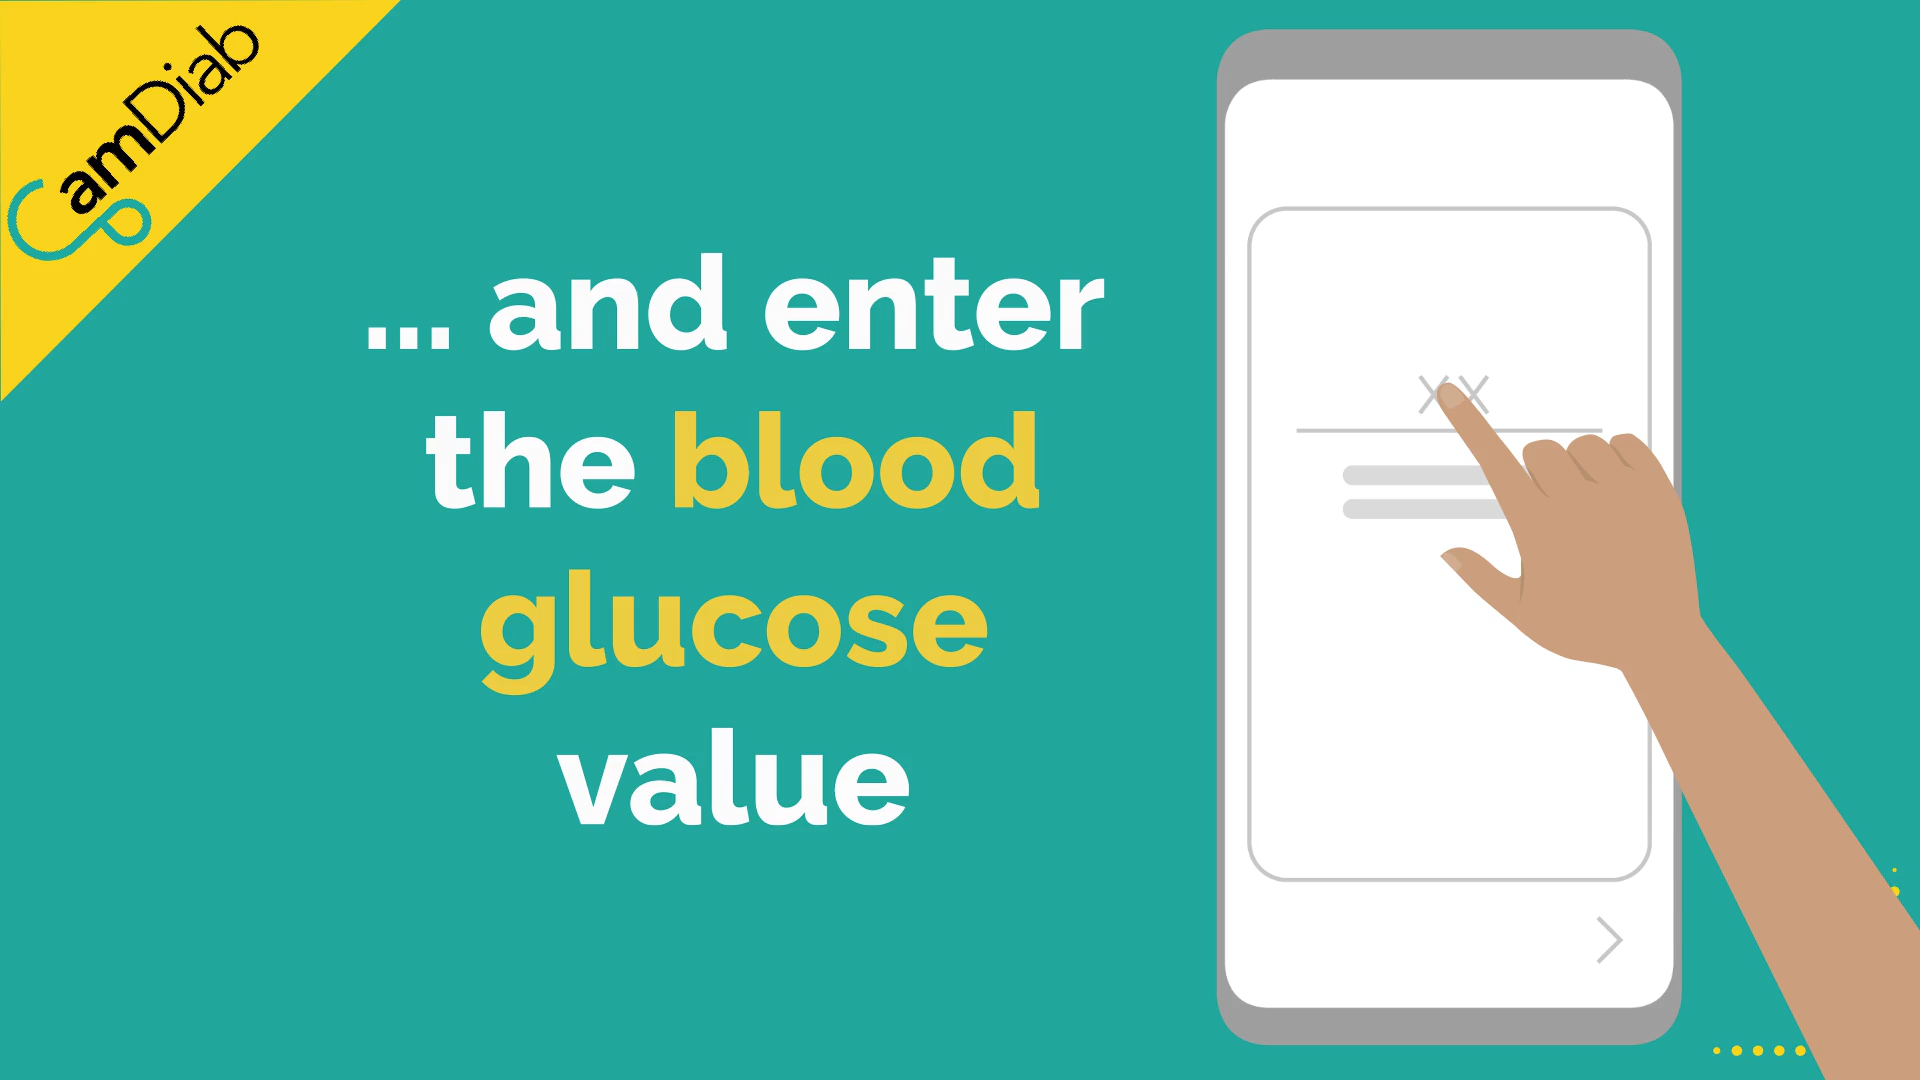 CamDiab
... and enter
the blood
glucose
value
XX